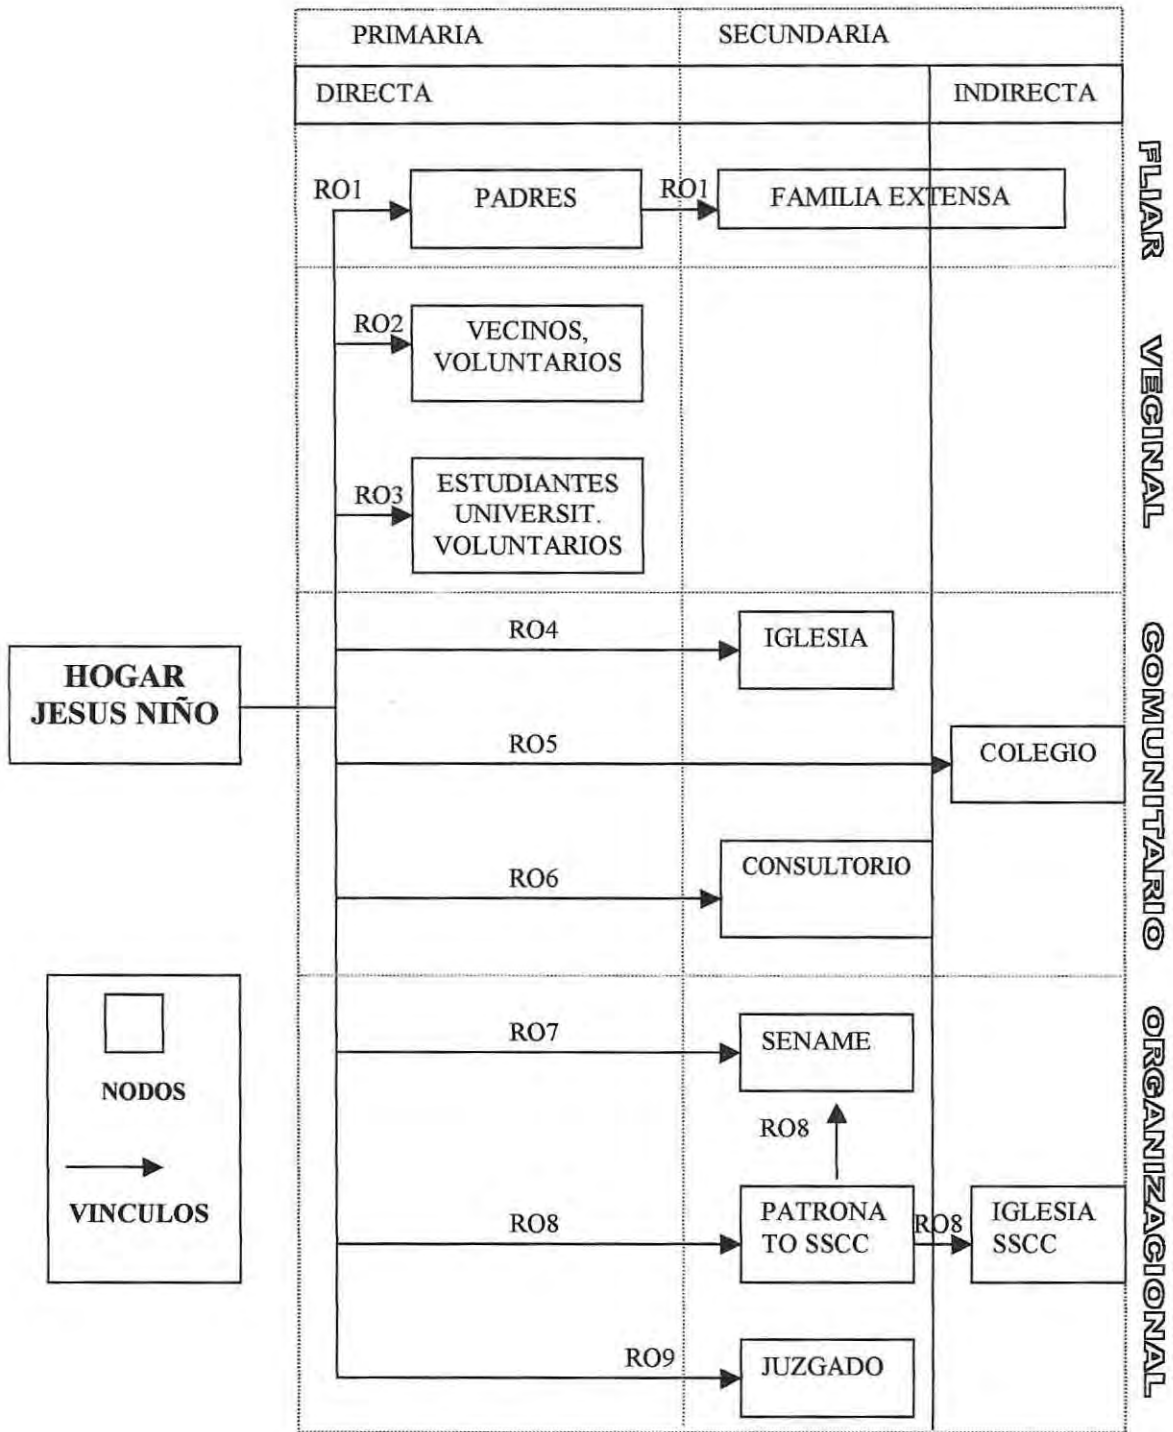 PRIMARIA
SECUNDARIA
DIRECTA
INDIRECTA
RO1
PADRES
RO1
FAMILIA EXTENSA
FLIAR
RO2
VECINOS,
VOLUNTARIOS
VECINAL
RO3
ESTUDIANTES
UNIVERSIT.
VOLUNTARIOS
RO4
IGLESIA
HOGAR
JESUS NIÑO
RO5
COLEGIO
COMUNITARIO
RO6
CONSULTORIO
RO7
SENAME
NODOS
RO8
VINCULOS
RO8
PATRONA
TO SSCC
RO8
IGLESIA
SSCC
ORGANIZACIONAL
RO9
JUZGADO